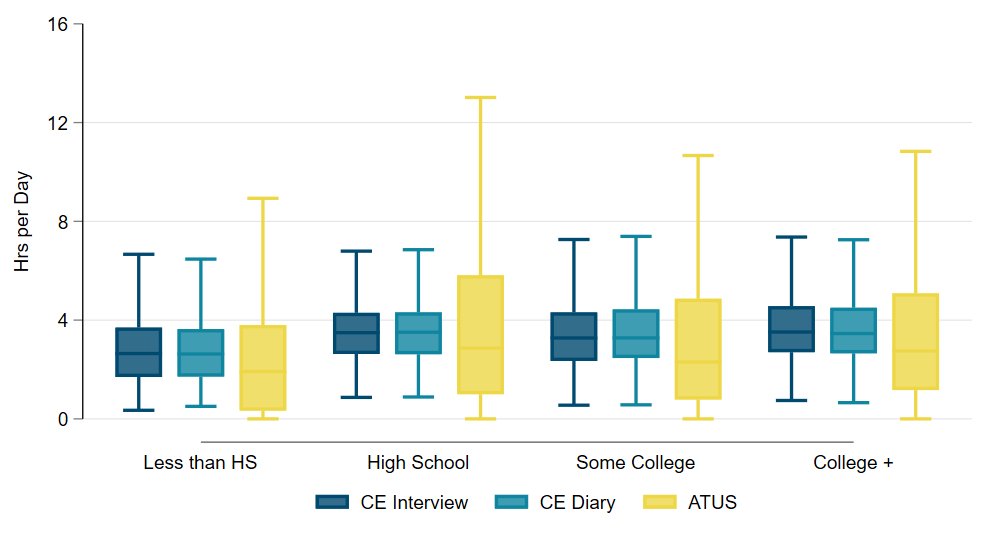 16
12
8
4
0
Hrs per Day
Less than HS
High School
Some College
College +
CE Interview
CE Diary
ATUS